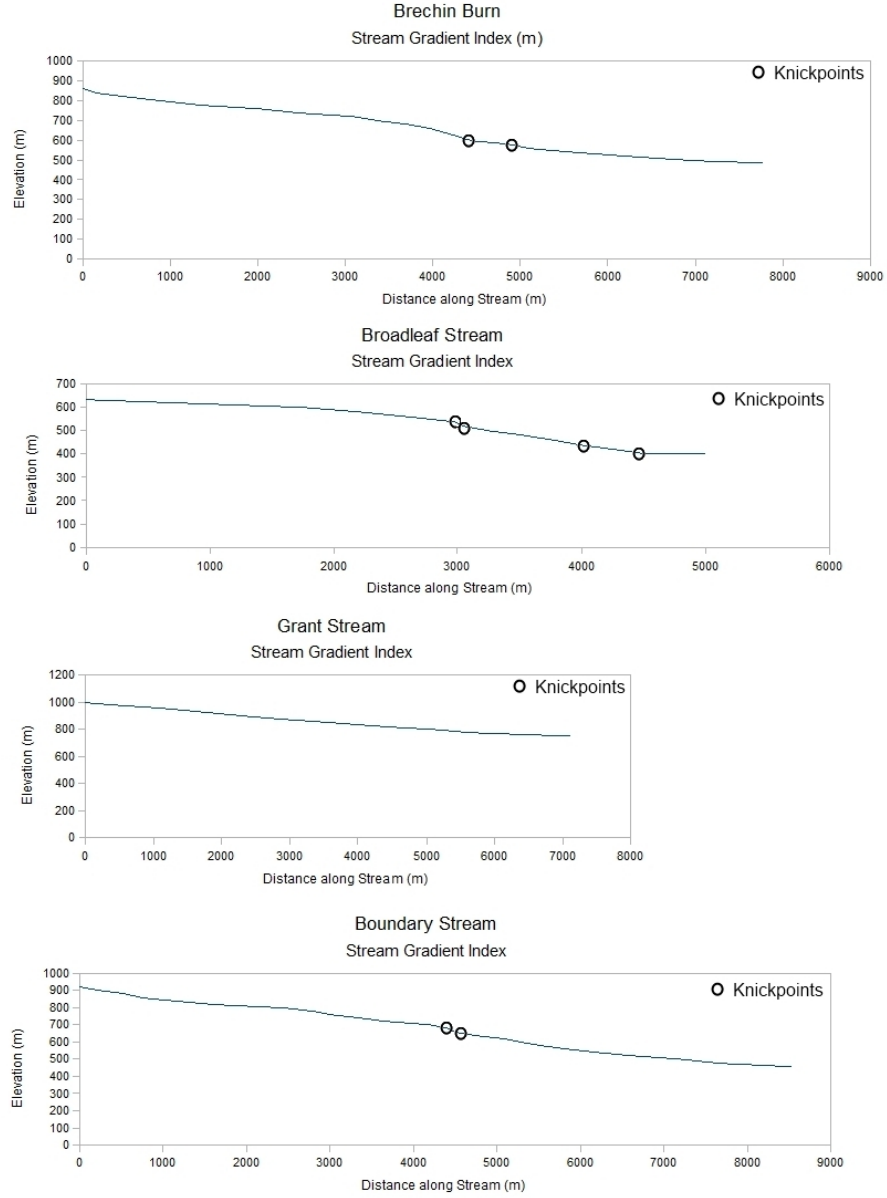 Brechin Burn
Stream Gradient Index (m)
1000
900
800
700
600
500
400
300
200
100
0
Elevation (m)
Knickpoints
0 1000 2000 3000 4000 5000 6000 7000 8000 9000
Distance along Stream (m)
Broadleaf Stream
Stream Gradient Index
700
600
500
400
300
200
100
0
Elevation (m)
Knickpoints
0 1000 2000 3000 4000 5000 6000
Distance along Stream (m)
Grant Stream
Stream Gradient Index
1200
1000
800
600
400
200
0
Elevation (m)
Knickpoints
0 1000 2000 3000 4000 5000 6000 7000 8000
Distance along Stream (m)
Boundary Stream
Stream Gradient Index
1000
900
800
700
600
500
400
300
200
100
0
Elevation (m)
Knickpoints
0 1000 2000 3000 4000 5000 6000 7000 8000 9000
Distance along Stream (m)